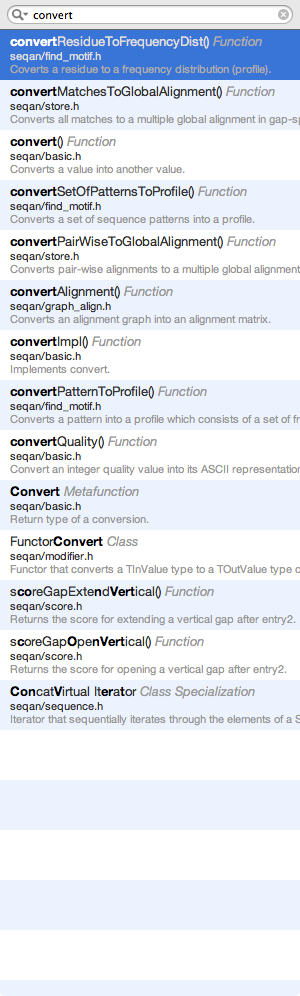 convert
convertResidueToFrequencyDist() Function
seqan/find_motif.h
Coverts a residue to a frequency distribution (profile).
convertMatchesToGlobalAlignment() Function
seqan/store.h
Converts all matches to a multiple global alignment in gap-sp
convert() Function
seqan/basic.h
Converts a value into another value.
convertSetOfPatternsToProfile() Function
seqan/find_motif.h
Converts a set of sequence patterns into a profile.
convertPairWiseToGlobalAlignment() Function
seqan/store.h
Converts pair-wise alignments to a multiple global alignment
convertAlignment() Function
seqan/graph_align.h
Converts an alignment graph into an alignment matrix.
convertImpl() Function
seqan/basic.h
Implements convert.
convertPatternToProfile() Function
seqan/find_motif.h
Converts a pattern into a profile which consists of a set of fr
convertQuality() Function
seqan/basic.h
Convert an integer quality value into its ASCII representation
Convert Metafunction
seqan/basic.h
Return type of a conversion.
FunctorConvert Class
seqan/modifier.h
Functor that converts a TInValue type to a TOutValue type c
scoreGapExtendVertical() Function
seqan/score.h
Returns the score for extending a vertical gap after entry2.
scoreGapOpenVertical() Function
seqan/score.h
Returns the score for opening a vertical gap after entry2.
ConcatVirtual Iterator Class Specialization
seqan/sequence.h
Iterator that sequentially iterates through the elements of a S